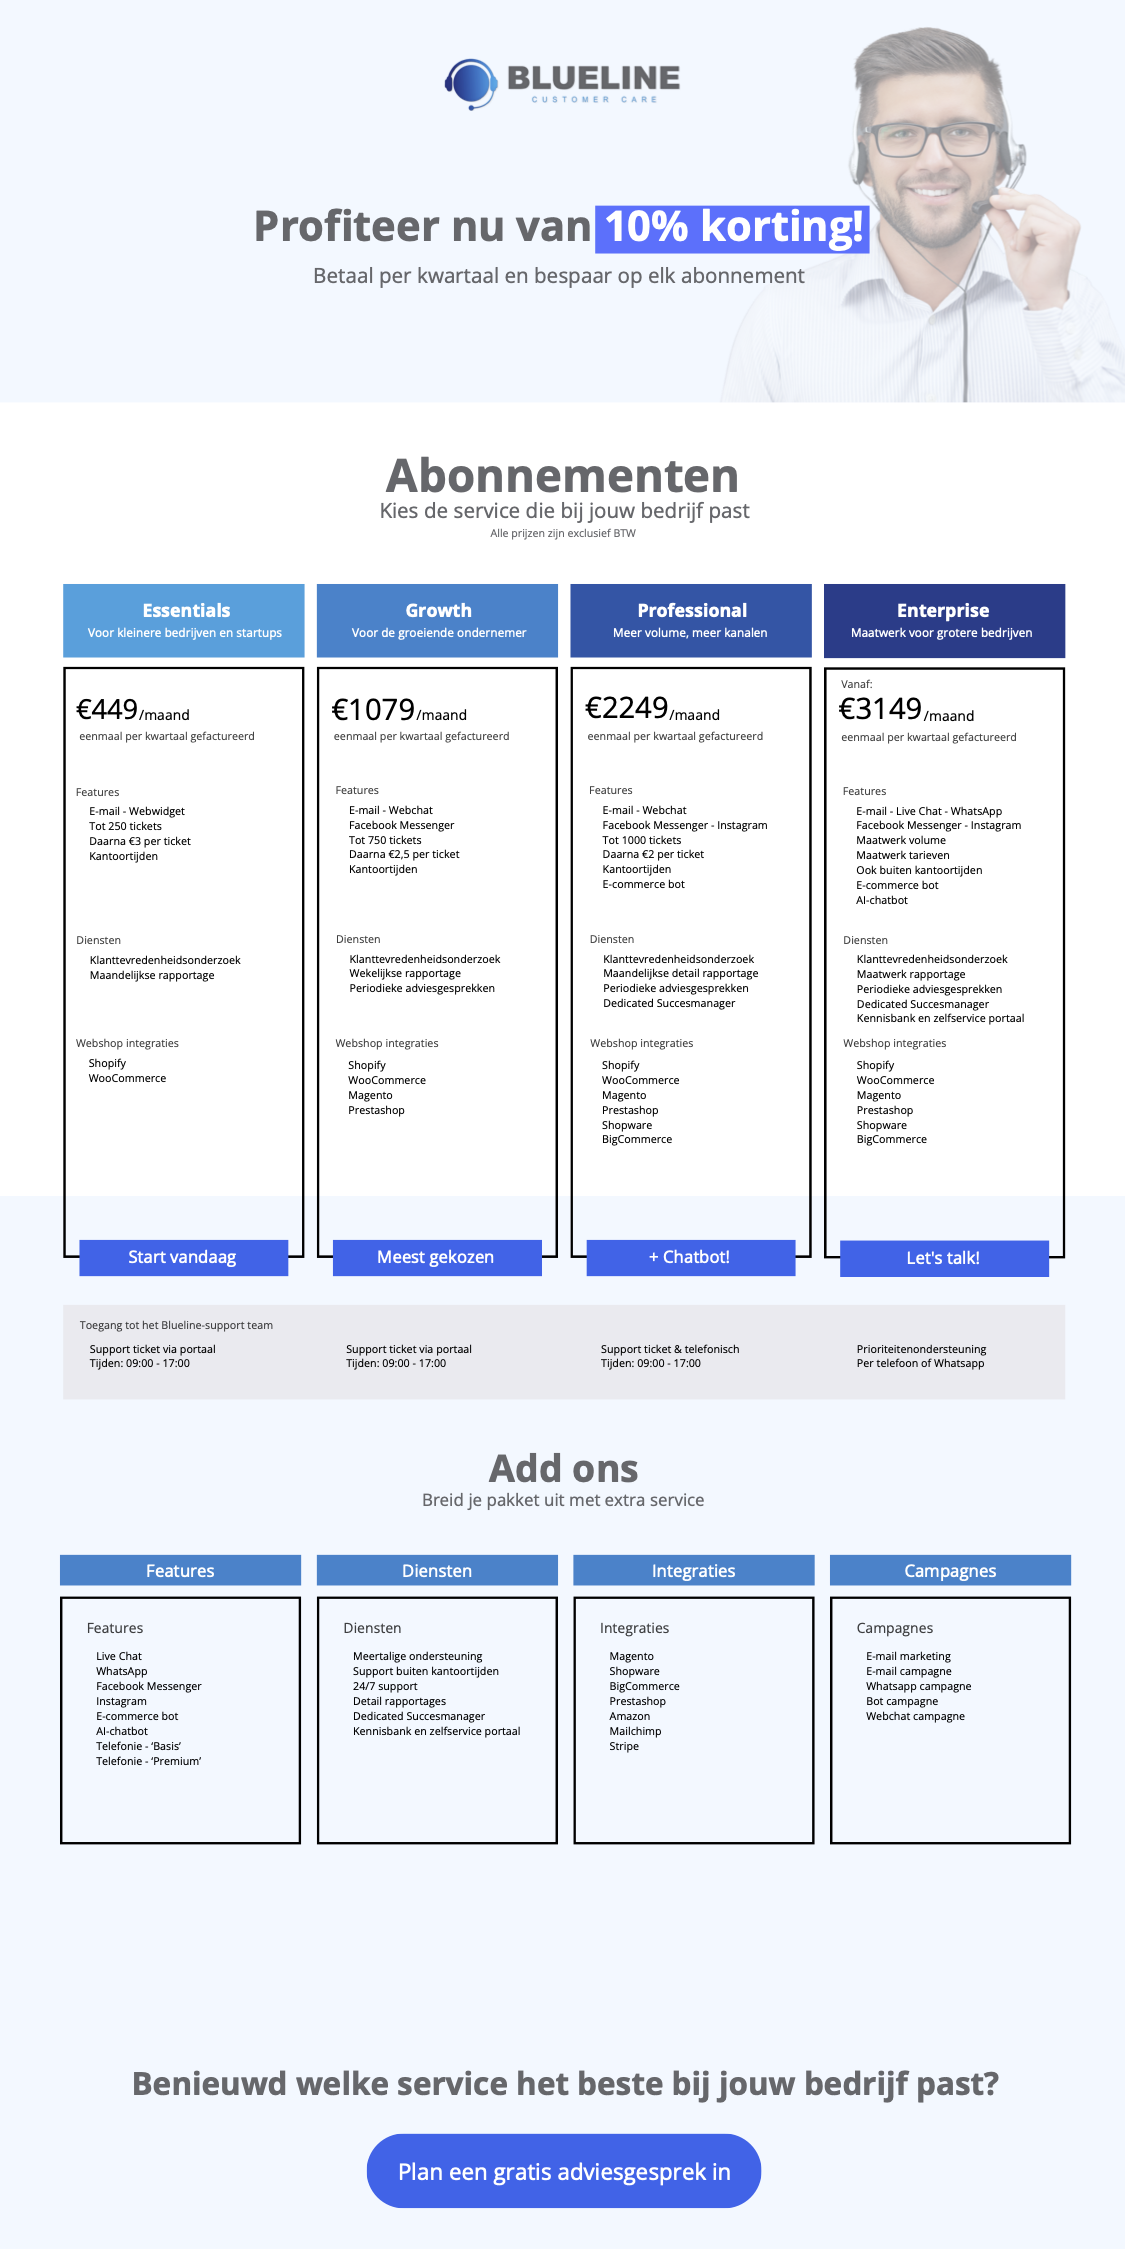 BLUELINE
CUSTOMER CARE
Profiteer nu van 10% korting!
Betaal per kwartaal en bespaar op elk abonnement
Abonnementen
Kies de service die bij jouw bedrijf past
Alle prijzen zijn exclusief BTW
Essentials
Voor kleinere bedrijven en startups
€449/maand
eenmaal per kwartaal gefactureerd
Features
E-mail - Webwidget
Tot 250 tickets
Daarna €3 per ticket
Kantoortijden
Diensten
Klanttevredenheidsonderzoek
Maandelijkse rapportage
Webshop integraties
Shopify
WooCommerce
Start vandaag
Growth
Voor de groeiende ondernemer
€1079/maand
eenmaal per kwartaal gefactureerd
Features
E-mail - Webchat
Facebook Messenger
Tot 750 tickets
Daarna €2,5 per ticket
Kantoortijden
Diensten
Klanttevredenheidsonderzoek
Wekelijkse rapportage
Periodieke adviesgesprekken
Webshop integraties
Shopify
WooCommerce
Magento
Prestashop
Meest gekozen
Professional
Meer volume, meer kanalen
€2249/maand
eenmaal per kwartaal gefactureerd
Features
E-mail - Webchat
Facebook Messenger - Instagram
Tot 1000 tickets
Daarna €2 per ticket
Kantoortijden
E-commerce bot
Diensten
Klanttevredenheidsonderzoek
Maandelijkse detail rapportage
Periodieke adviesgesprekken
Dedicated Succesmanager
Webshop integraties
Shopify
WooCommerce
Magento
Prestashop
Shopware
BigCommerce
+ Chatbot!
Enterprise
Maatwerk voor grotere bedrijven
Vanaf:
€3149/maand
eenmaal per kwartaal gefactureerd
Features
E-mail - Live Chat - WhatsApp
Facebook Messenger - Instagram
Maatwerk volume
Maatwerk tarieven
Ook buiten kantoortijden
E-commerce bot
AI-chatbot
Diensten
Klanttevredenheidsonderzoek
Maatwerk rapportage
Periodieke adviesgesprekken
Dedicated Succesmanager
Kennisbank en zelfservice portaal
Webshop integraties
Shopify
WooCommerce
Magento
Prestashop
Shopware
BigCommerce
Let's talk!
Toegang tot het Blueline-support team
Support ticket via portaal
Tijden: 09:00 - 17:00
Support ticket via portaal
Tijden: 09:00 - 17:00
Support ticket & telefonisch
Tijden: 09:00 - 17:00
Prioriteitenondersteuning
Per telefoon of Whatsapp
Add ons
Breid je pakket uit met extra service
Features
Features
Live Chat
WhatsApp
Facebook Messenger
Instagram
E-commerce bot
AI-chatbot
Telefonie - ‘Basis’
Telefonie - ‘Premium’
Diensten
Diensten
Meertalige ondersteuning
Support buiten kantoortijden
24/7 support
Detail rapportages
Dedicated Succesmanager
Kennisbank en zelfservice portaal
Integraties
Integraties
Magento
Shopware
BigCommerce
Prestashop
Amazon
Mailchimp
Stripe
Campagnes
Campagnes
E-mail marketing
E-mail campagne
Whatsapp campagne
Bot campagne
Webchat campagne
Benieuwd welke service het beste bij jouw bedrijf past?
Plan een gratis adviesgesprek in